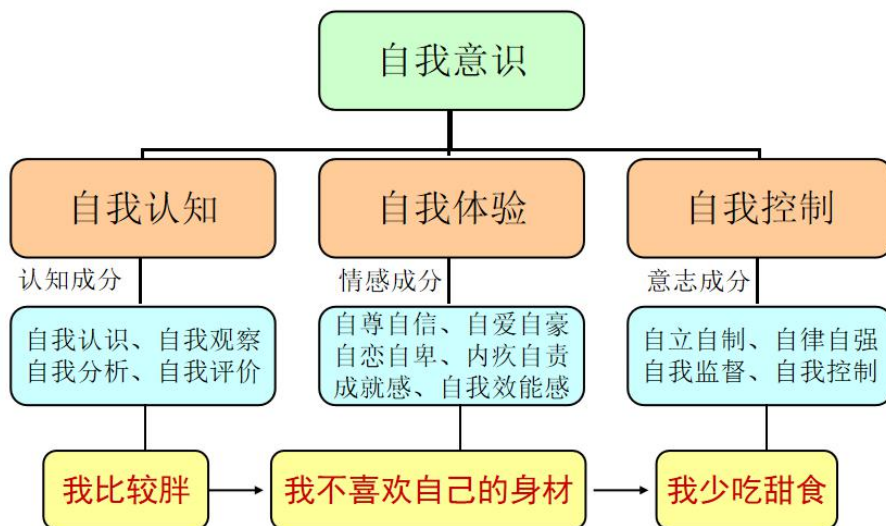 自我意识
自我认知
自我体验
自我控制
认知成分
情感成分
意志成分
自我认识、自我观察
自我分析、自我评价
自尊自信、自爱自豪
自恋自卑、内疚自责
成就感、自我效能感
自立自制、自律自强
自我监督、自我控制
我比较胖
我不喜欢自己的身材
我少吃甜食